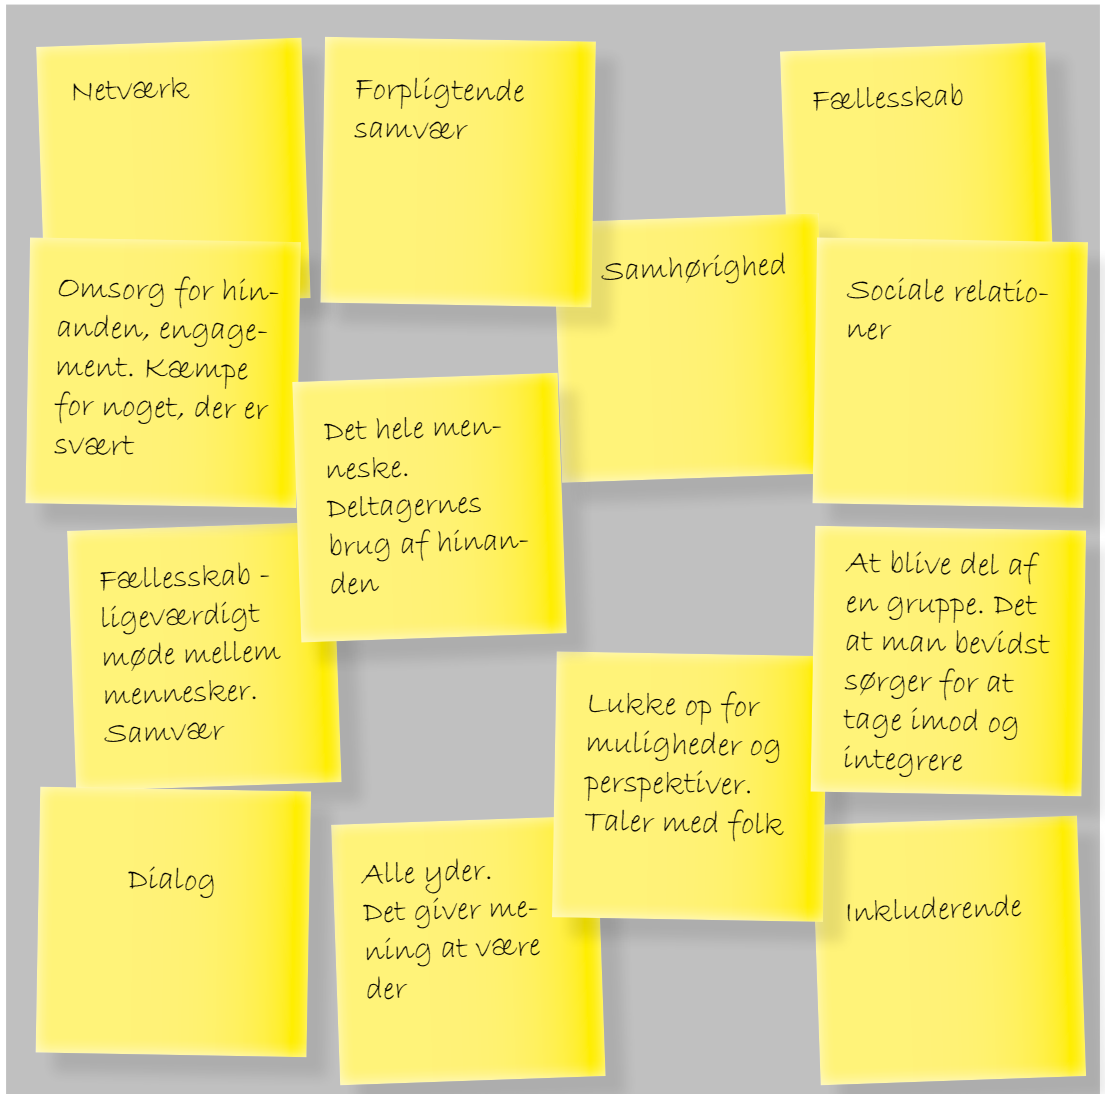 Netværk
Forpligtende
samvær
Fællesskab
Omsorg for hin-
anden, engage-
ment. Kæmpe
for noget, der er
svært
Samhørighed
Sociale relatio-
ner
Det hele men-
neske.
Deltagernes
brug af hinan-
den
Fællesskab -
ligeværdigt
møde mellem
mennesker.
Samvær
At blive del af
en gruppe. Det
at man bevidst
sørger for at
tage imod og
integrere
Lukke op for
muligheder og
perspektiver.
Taler med folk
Dialog
Alle yder.
Det giver me-
ning at være
der
Inkluderende